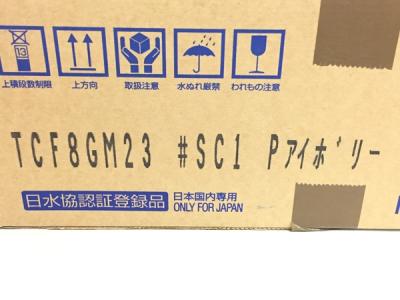 13
上積段数制限 上方向 取扱注意 水ぬれ厳禁 われもの注意
TCF8GM23 #SC1 Pアイボリー
日水協認証登録品 日本国内専用
ONLY FOR JAPAN